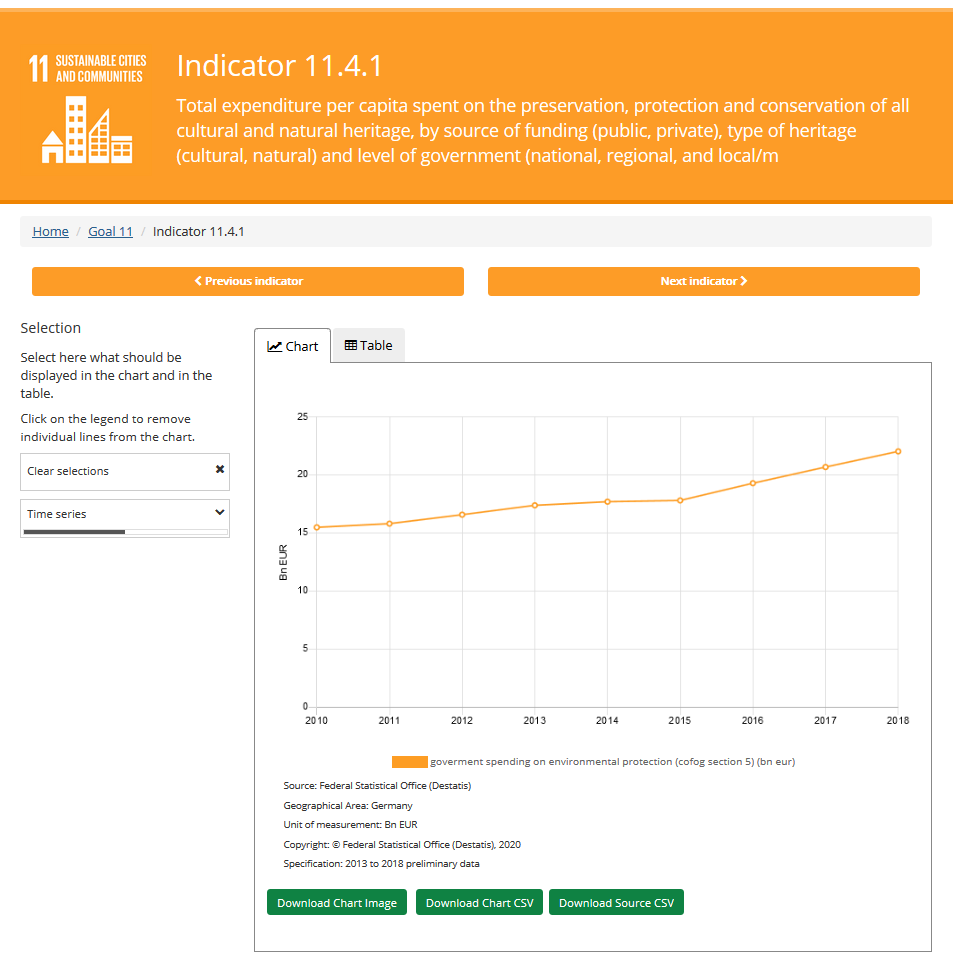 11 SUSTAINABLE CITIES
AND COMMUNITIES
Indicator 11.4.1
Total expenditure per capita spent on the preservation, protection and conservation of all
cultural and natural heritage, by source of funding (public, private), type of heritage
(cultural, natural) and level of government (national, regional, and local/m
Home / Goal 11 / Indicator 11.4.1
Previous indicator
Next indicator
Selection
Select here what should be
displayed in the chart and in the
table.
Click on the legend to remove
individual lines from the chart.
Clear selections
Time series
Chart
Table
25
20
15
10
5
0
Bn EUR
2010 2011 2012 2013 2014 2015 2016 2017 2018
goverment spending on environmental protection (cofog section 5) (bn eur)
Source: Federal Statistical Office (Destatis)
Geographical Area: Germany
Unit of measurement: Bn EUR
Copyright: © Federal Statistical Office (Destatis), 2020
Specification: 2013 to 2018 preliminary data
Download Chart Image
Download Chart CSV
Download Source CSV